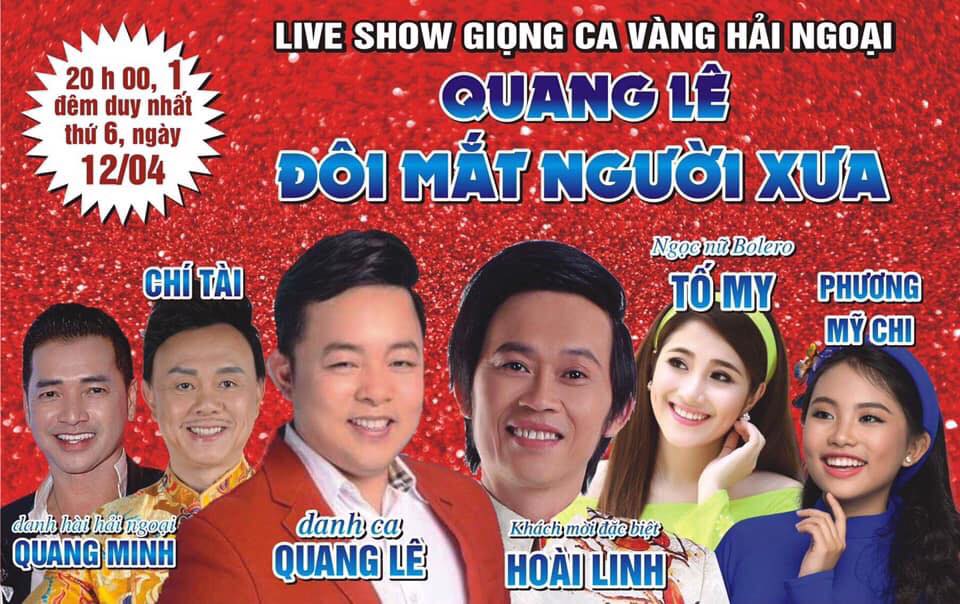 LIVE SHOW GIỌNG CA VÀNG HẢI NGOẠI
QUANG LÊ
ĐÔI MẮT NGƯỜI XƯA
20 h 00, 1
đêm duy nhất
thứ 6, ngày
12/04
CHÍ TÀI
Ngọc nữ Bolero
TỐ MY
PHƯƠNG
MỸ CHI
danh hài hải ngoại
QUANG MINH
danh ca
QUANG LÊ
Khách mời đặc biệt
HOÀI LINH